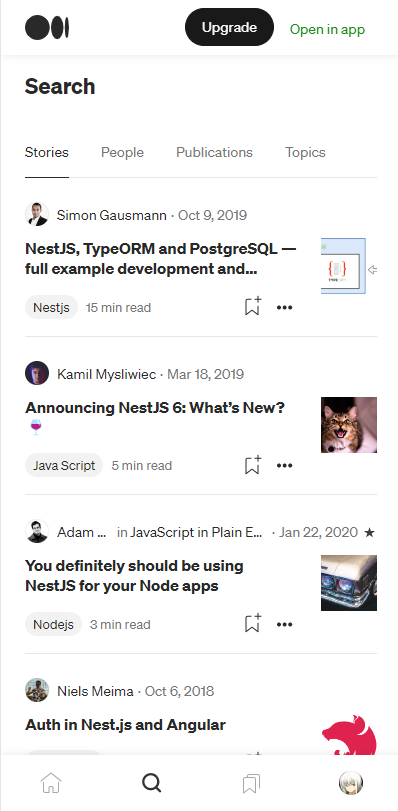 Upgrade
Open in app
Search
Stories
People
Publications
Topics
Simon Gausmann · Oct 9, 2019
NestJS, TypeORM and PostgreSQL —
full example development and...
Nestjs
15 min read
Kamil Mysliwiec · Mar 18, 2019
Announcing NestJS 6: What's New?
🍷
Java Script
5 min read
Adam ... in JavaScript in Plain E... · Jan 22, 2020 ★
You definitely should be using
NestJS for your Node apps
Nodejs
3 min read
Niels Meima · Oct 6, 2018
Auth in Nest.js and Angular